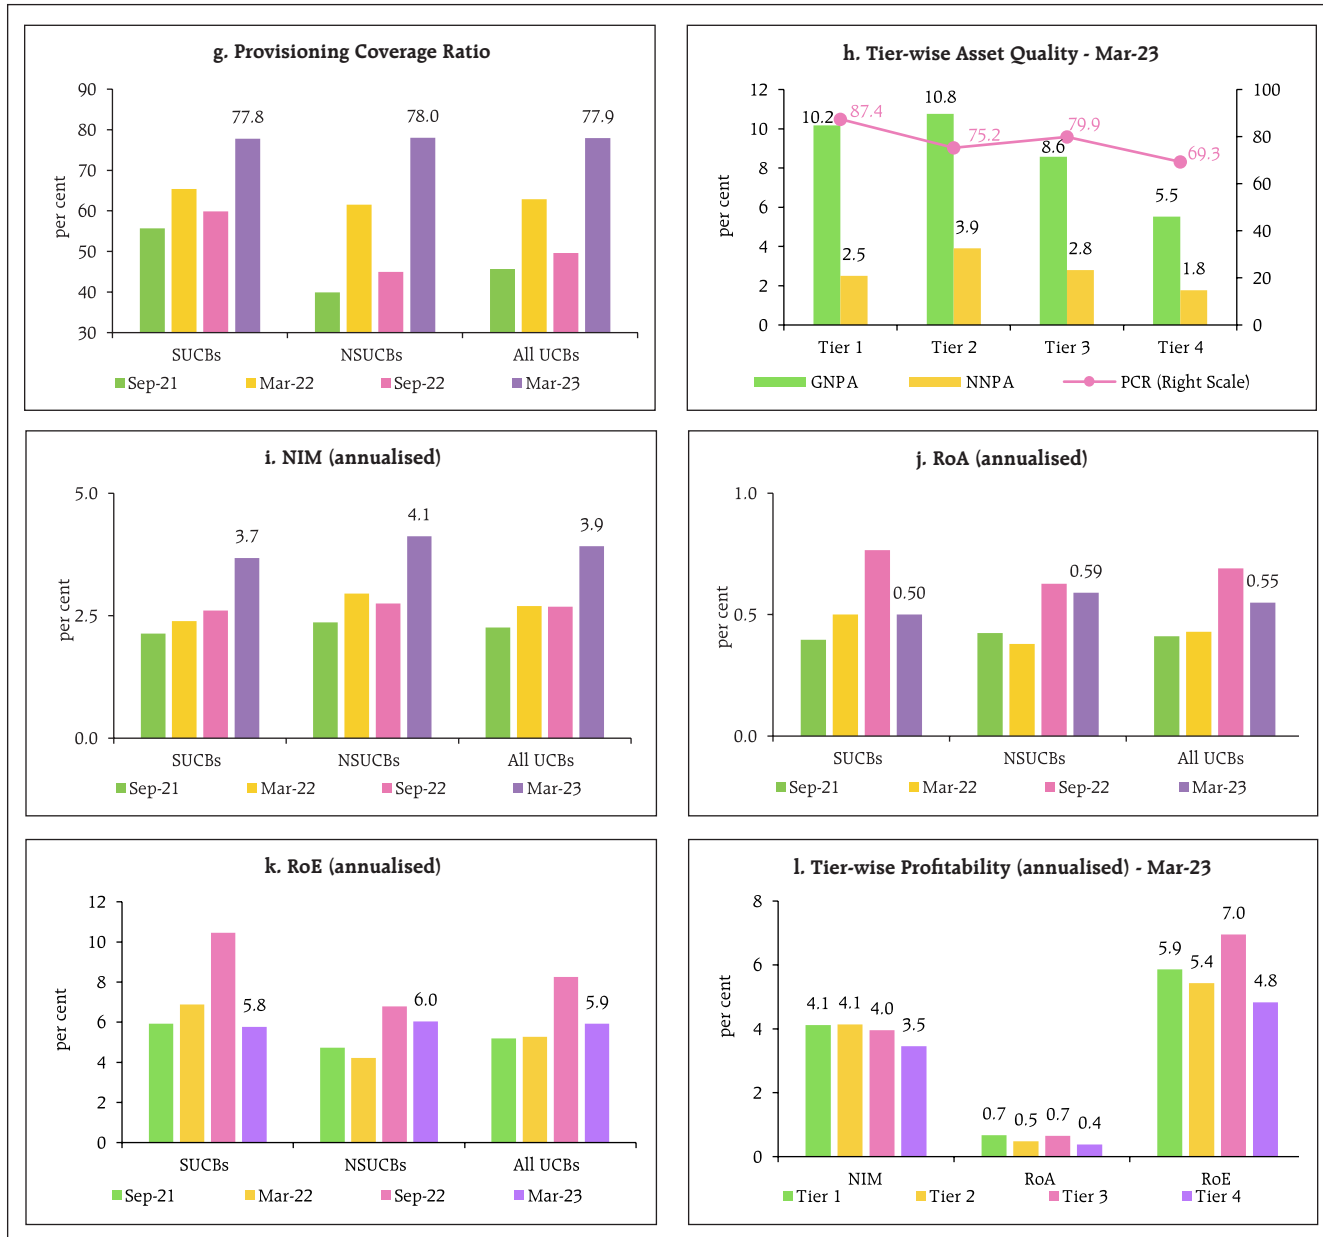 g. Provisioning Coverage Ratio
90
80
70
60
50
40
30
per cent
77.8
78.0
77.9
SUCBs
NSUCBs
All UCBs
Sep-21
Mar-22
Sep-22
Mar-23
h. Tier-wise Asset Quality - Mar-23
12
10
8
6
4
2
0
per cent
100
80
60
40
20
0
10.2
87.4
2.5
10.8
75.2
3.9
79.9
8.6
2.8
69.3
5.5
1.8
Tier 1
Tier 2
Tier 3
Tier 4
GNPA
NNPA
PCR (Right Scale)
i. NIM (annualised)
5.0
2.5
0.0
per cent
3.7
4.1
3.9
SUCBs
NSUCBs
All UCBs
Sep-21
Mar-22
Sep-22
Mar-23
j. RoA (annualised)
1.0
0.5
0.0
per cent
0.50
0.59
0.55
SUCBs
NSUCBs
All UCBs
Sep-21
Mar-22
Sep-22
Mar-23
k. RoE (annualised)
12
10
8
6
4
2
0
per cent
5.8
6.0
5.9
SUCBs
NSUCBs
All UCBs
Sep-21
Mar-22
Sep-22
Mar-23
l. Tier-wise Profitability (annualised) - Mar-23
8
6
4
2
0
per cent
4.1
4.1
4.0
3.5
0.7
0.5
0.7
0.4
5.9
5.4
7.0
4.8
NIM
RoA
RoE
Tier 1
Tier 2
Tier 3
Tier 4